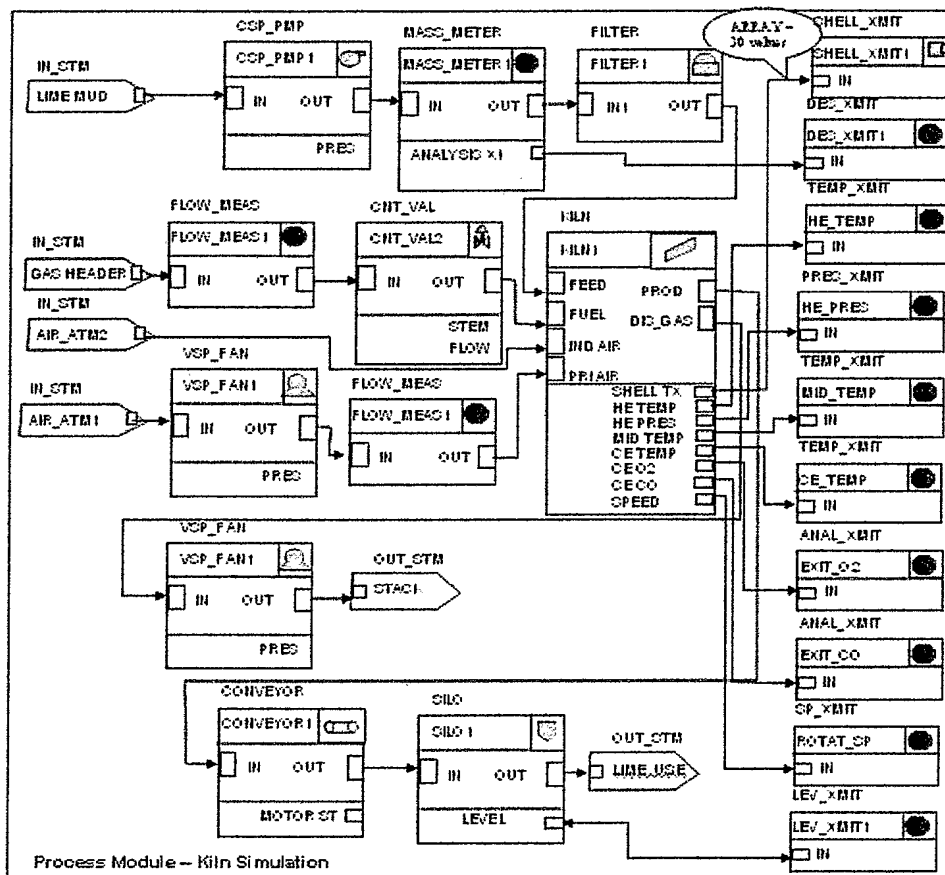 CSP_PMP
MASS_METER
FILTER
ARRAY –
30 values
SHELL_XMIT
IN_STM
LIME MUD
CSP_PMP1
IN OUT
PRES
MASS_METER1
IN OUT
ANALYSIS X1
FILTER1
IN1 OUT
SHELL_XMIT1
IN
DES_XMIT
DES_XMIT1
IN
FLOW_MEAS
CNT_VAL
KILN
TEMP_XMIT
IN_STM
GAS HEADER
FLOW_MEAS1
IN OUT
CNT_VAL2
IN OUT
STEM
FLOW
HE_TEMP
IN
IN_STM
AIR_ATM2
KILN1
FEED
FUEL
IND AIR
PRI AIR
PROD
DIS_GAS
SHELL TX
HE TEMP
HE PRES
MID TEMP
CE TEMP
CE O2
CE CO
SPEED
PRES_XMIT
HE_PRES
IN
IN_STM
AIR_ATM1
VSP_FAN
VSP_FAN1
IN OUT
PRES
FLOW_MEAS
FLOW_MEAS1
IN OUT
TEMP_XMIT
MID_TEMP
IN
TEMP_XMIT
CE_TEMP
IN
VSP_FAN
VSP_FAN1
IN OUT
PRES
OUT_STM
STACK
ANAL_XMIT
EXIT_O2
IN
ANAL_XMIT
EXIT_CO
IN
CONVEYOR
CONVEYOR1
IN OUT
MOTOR ST
SILO
SILO 1
IN OUT
LEVEL
OUT_STM
LIME USE
SP_XMIT
ROTAT_SP
IN
LEV_XMIT
LEV_XMIT1
IN
Process Module – Kiln Simulation